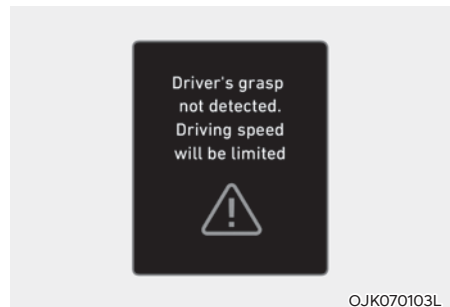 Driver's grasp
not detected.
Driving speed
will be limited
OJK070103L